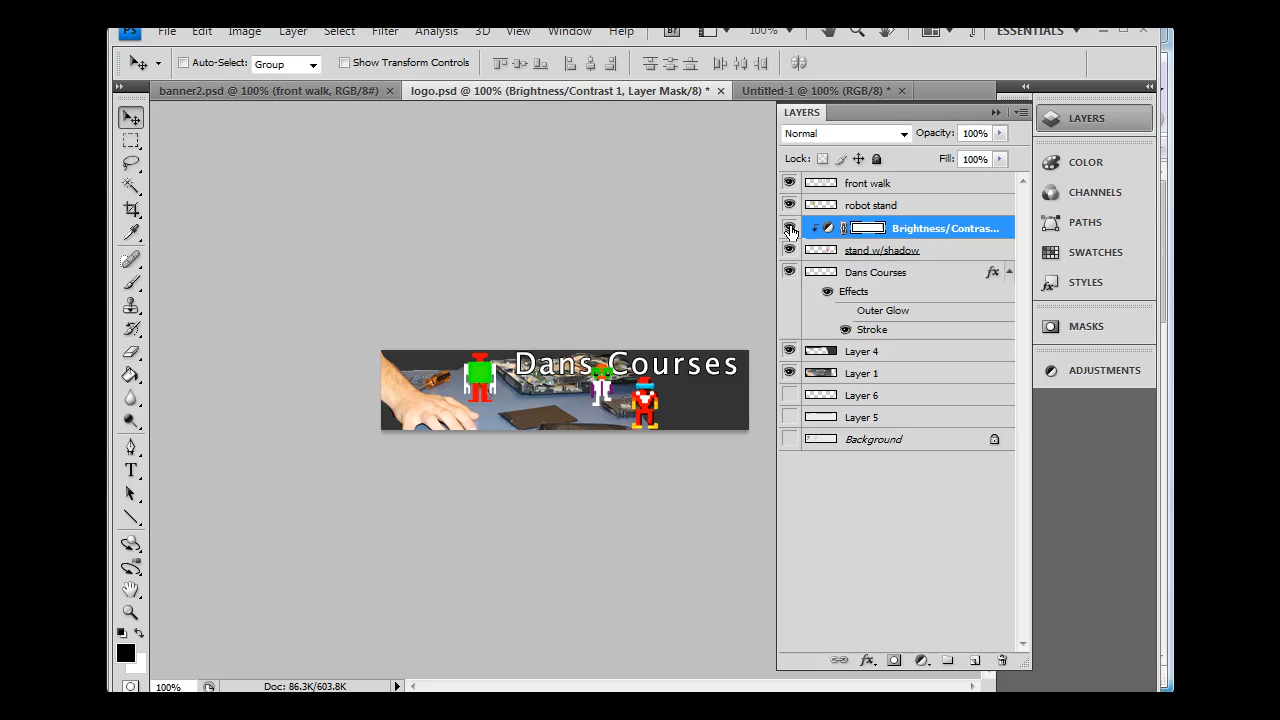 Ps File Edit Image Layer Select Filter Analysis 3D View Window Help Br 100% ESSENTIALS
Auto-Select: Group Show Transform Controls
banner2.psd @ 100% (front walk, RGB/8#) × logo.psd @ 100% (Brightness/Contrast 1, Layer Mask/8) * × Untitled-1 @ 100% (RGB/8) * ×
LAYERS
Normal Opacity: 100%
Lock: Fill: 100%
front walk
robot stand
Brightness/Contras...
stand w/shadow
Dans Courses fx
Effects
Outer Glow
Stroke
Layer 4
Layer 1
Layer 6
Layer 5
Background
LAYERS
COLOR
CHANNELS
PATHS
SWATCHES
STYLES
MASKS
ADJUSTMENTS
Dans Courses
T
fx
100% Doc: 86.3K/603.8K